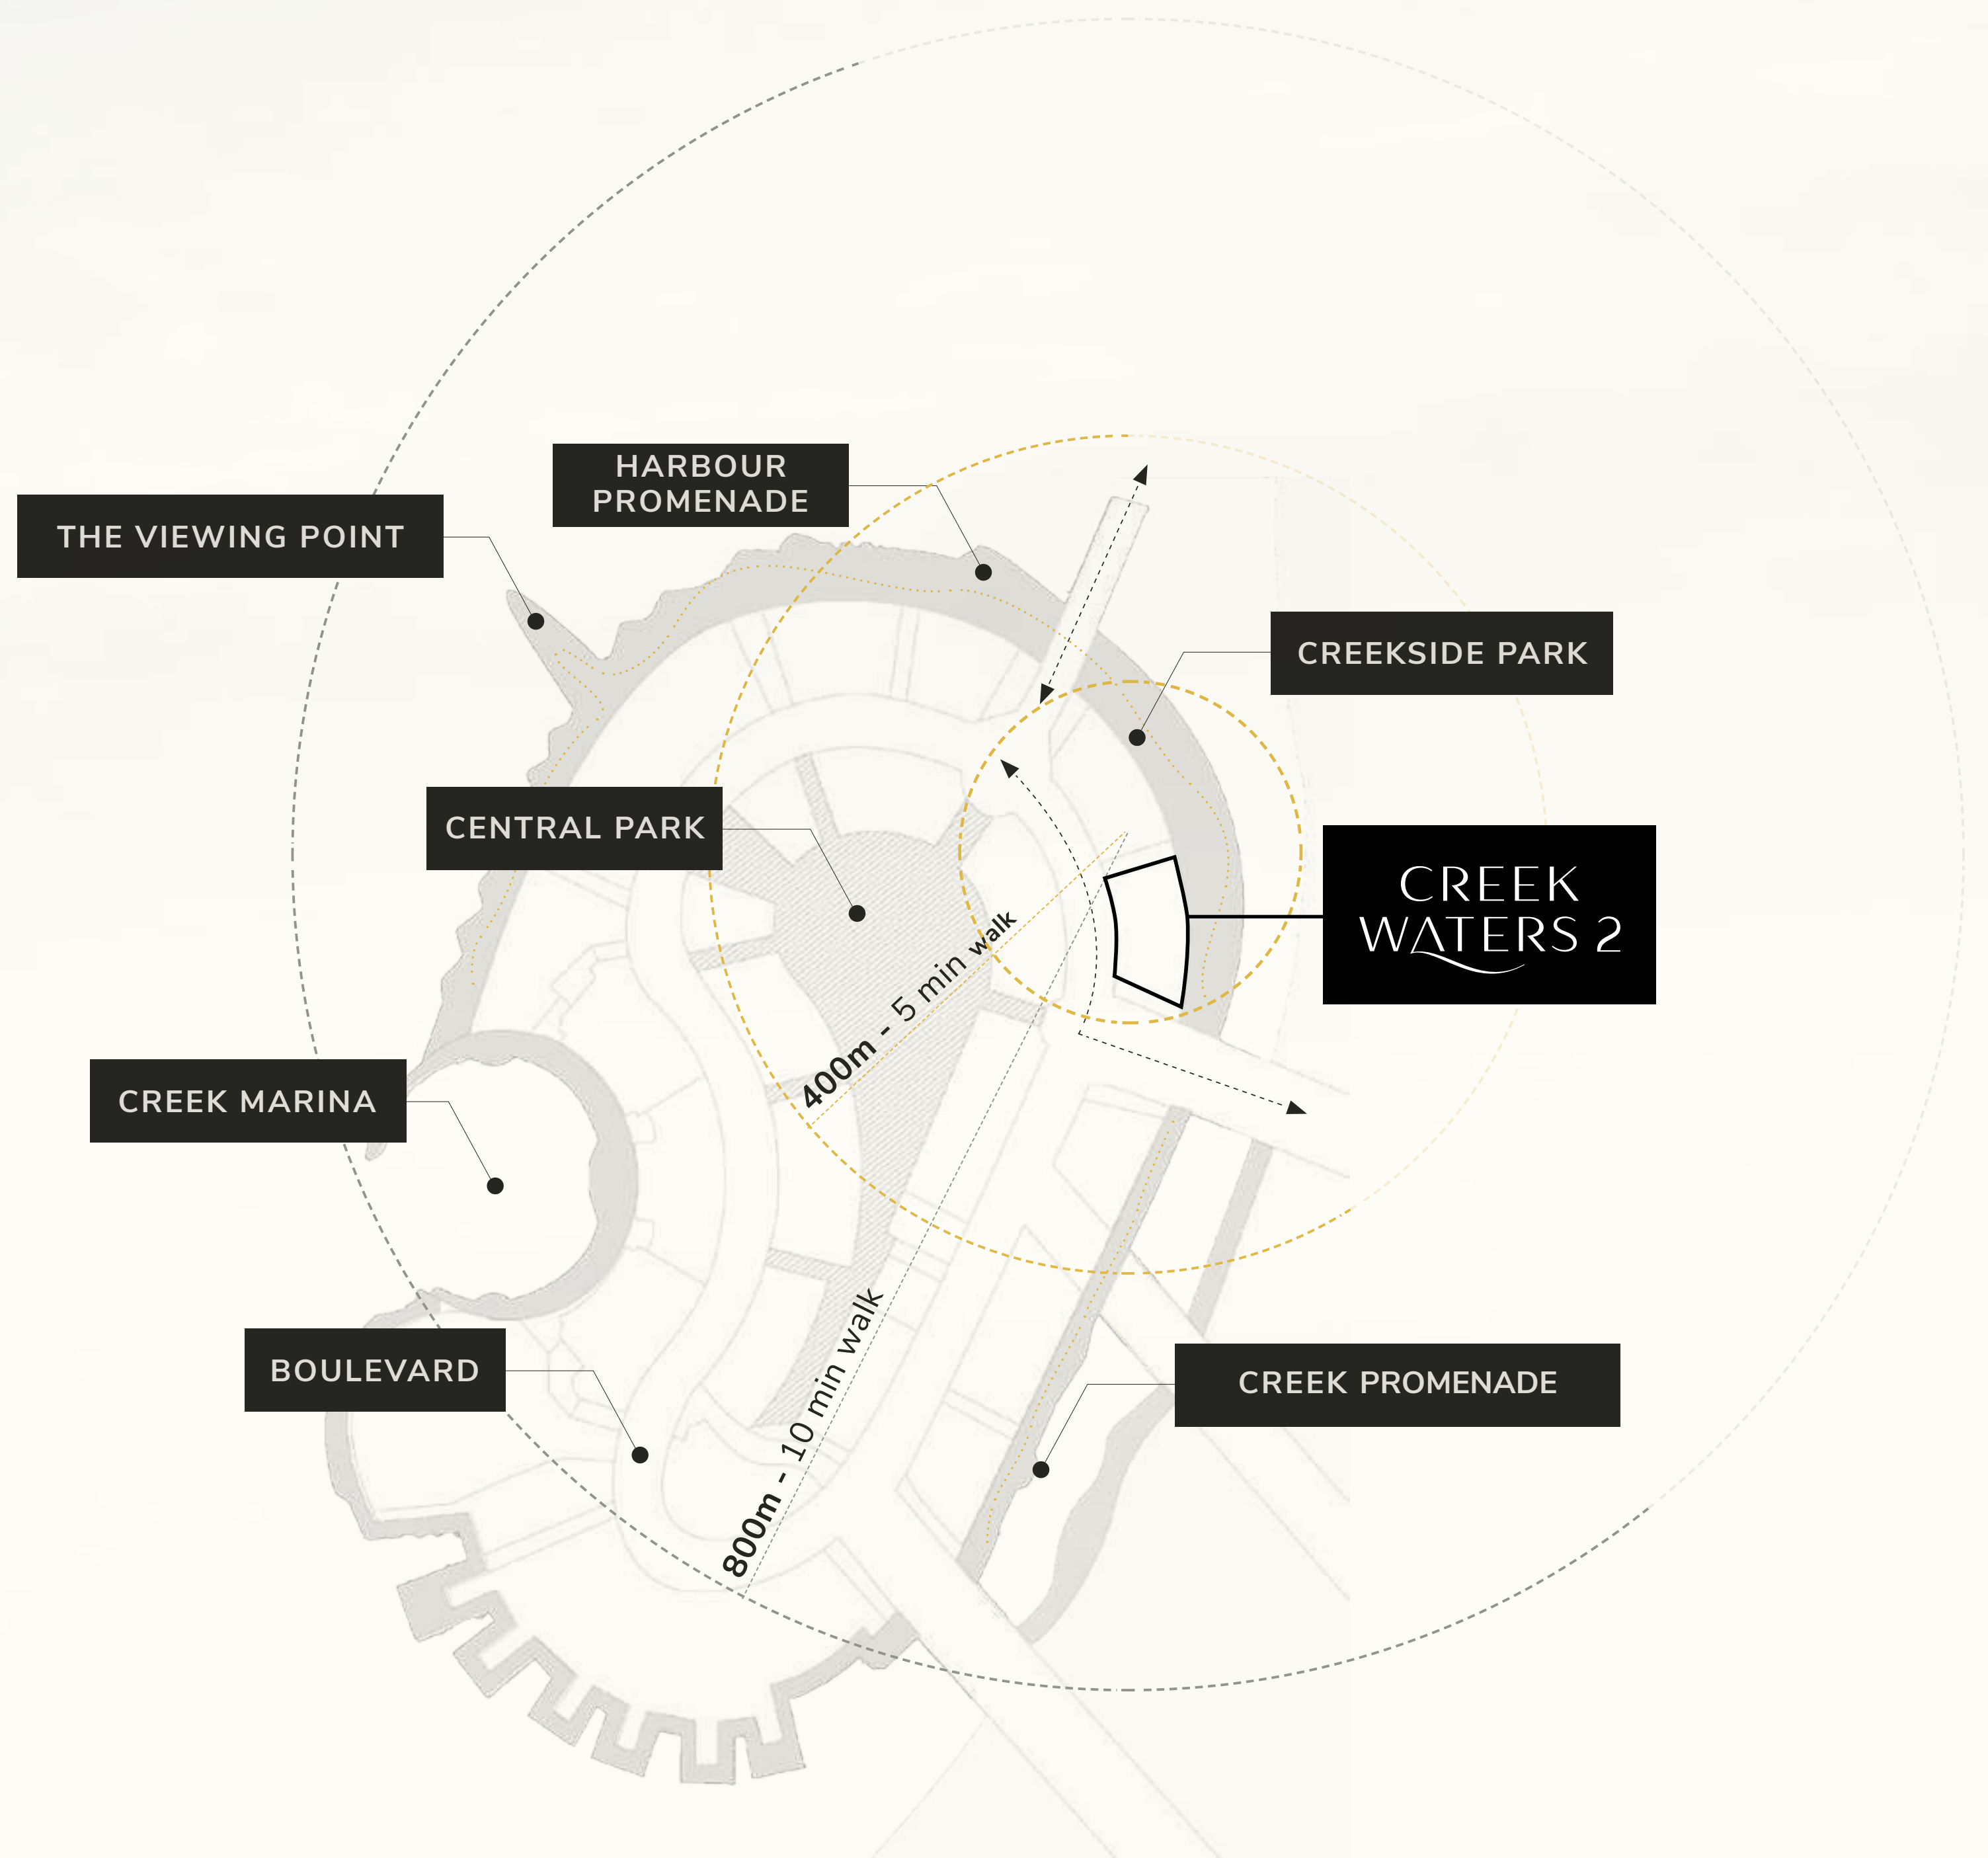 HARBOUR
PROMENADE
THE VIEWING POINT
CREEKSIDE PARK
CENTRAL PARK
CREEK
WATERS 2
400m - 5 min walk
CREEK MARINA
BOULEVARD
CREEK PROMENADE
800m - 10 min walk